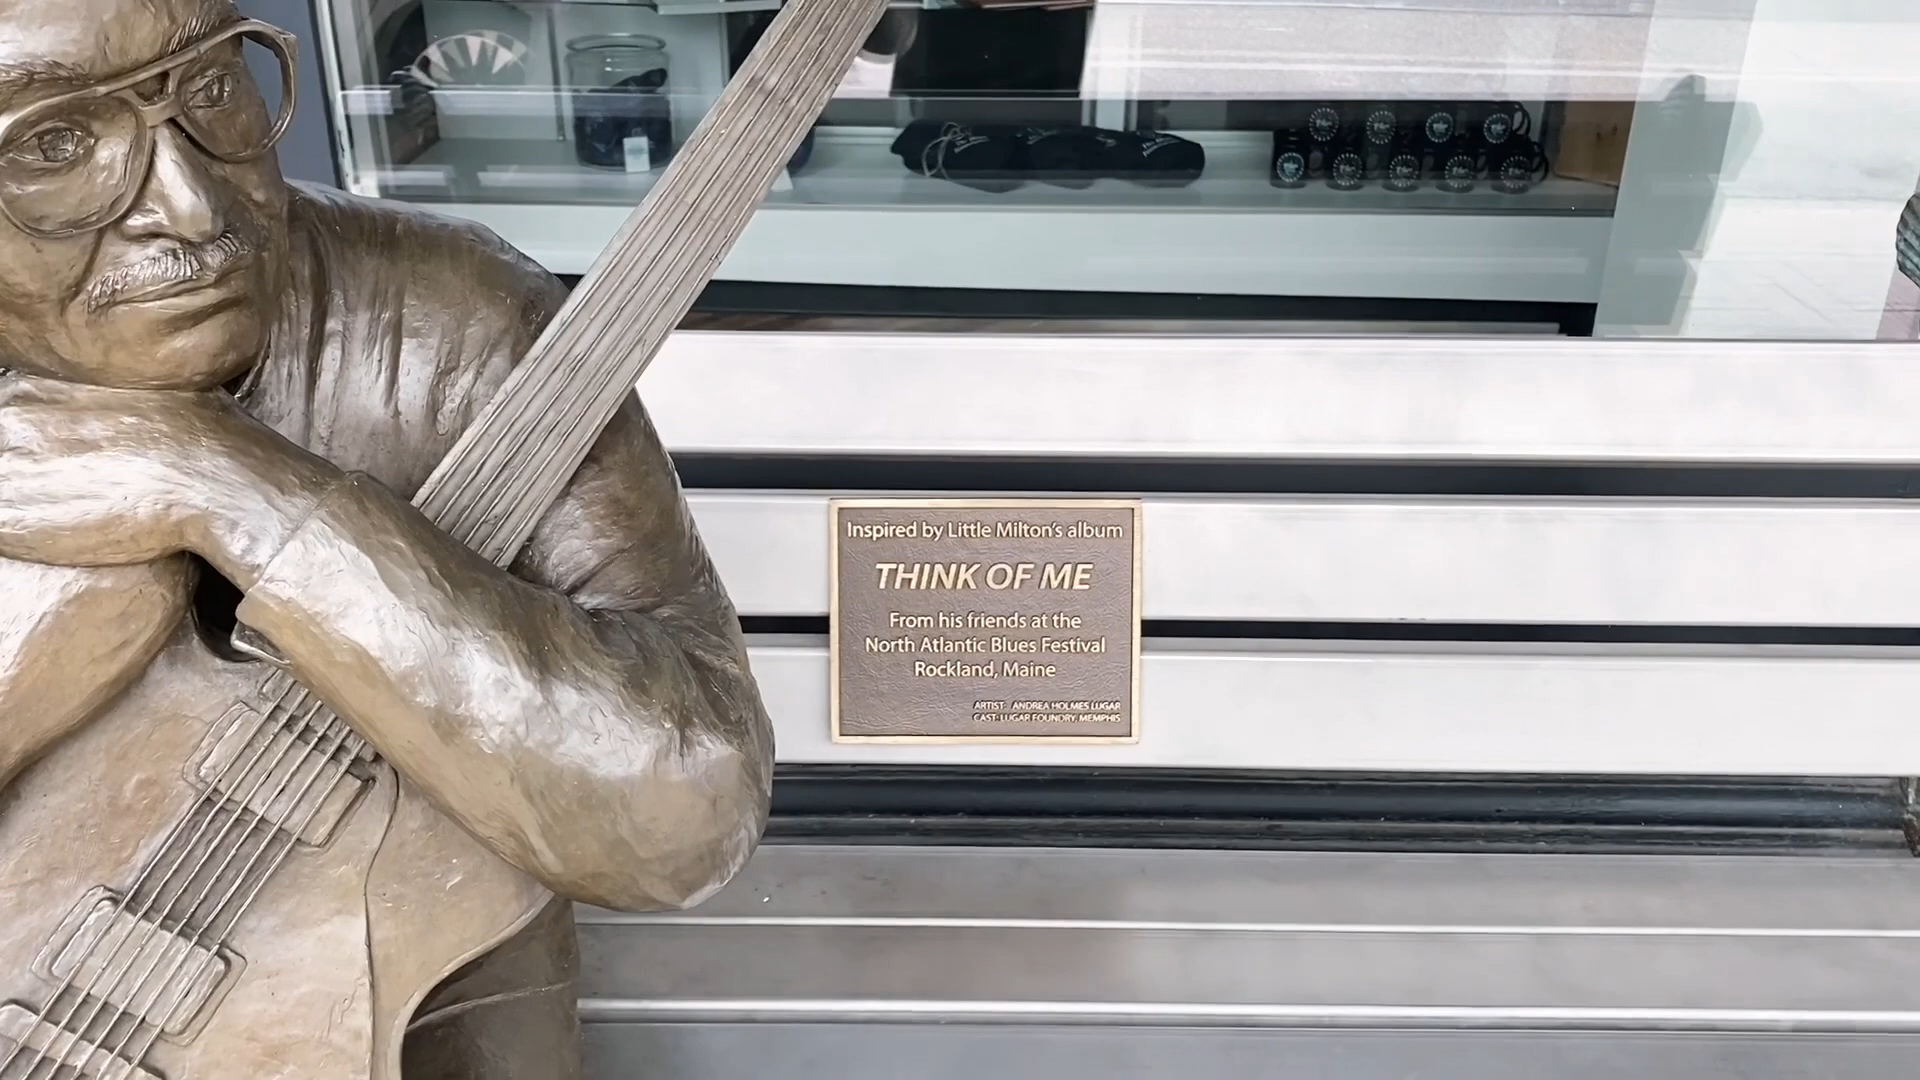 Inspired by Little Milton's album
THINK OF ME
From his friends at the
North Atlantic Blues Festival
Rockland, Maine
ARTIST: ANDREA HOLMES LUGAR
CAST: LUGAR FOUNDRY, MEMPHIS